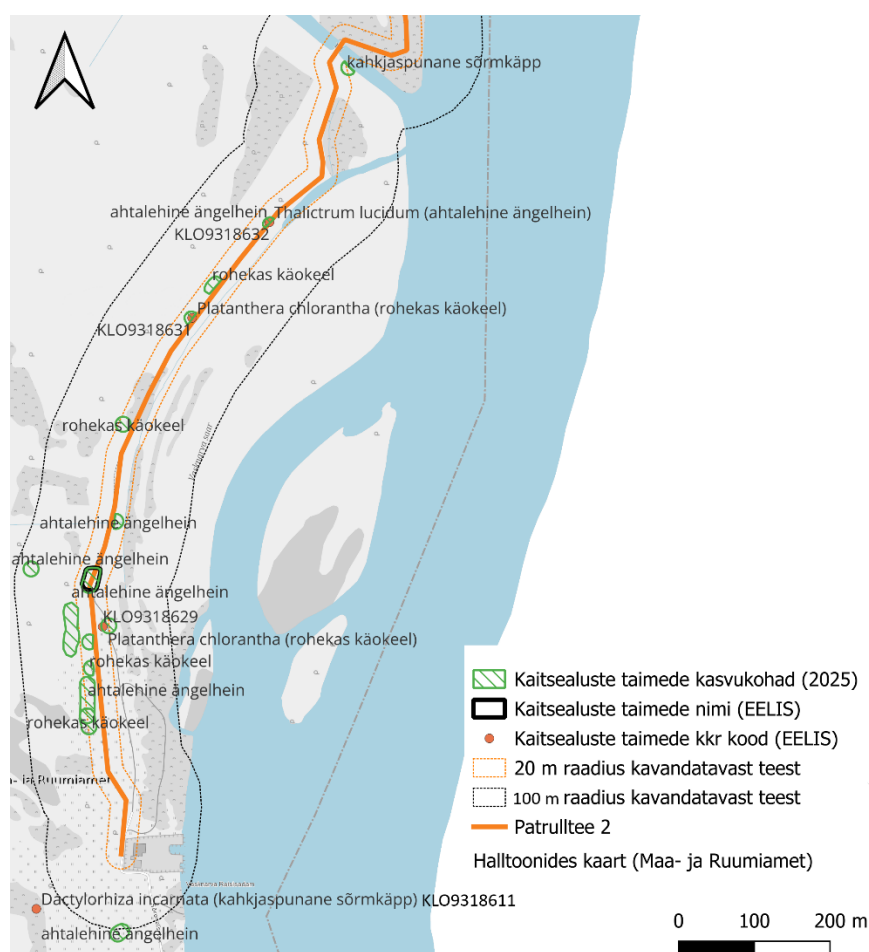 kahkjaspunane sõrmkäpp
ahtalehine ängelhein Thalictrum lucidum (ahtalehine ängelhein)
KLO9318632
rohekas käokeel
Platanthera chlorantha (rohekas käokeel)
KLO9318631
rohekas käokeel
ahtalehine ängelhein
ahtalehine ängelhein
ahtalehine ängelhein
KLO9318629
Platanthera chlorantha (rohekas käokeel)
rohekas käokeel
ahtalehine ängelhein
rohekas käokeel
a- ja Ruumiamet
Dactylorhiza incarnata (kahkjaspunane sõrmkäpp) KLO9318611
ahtalehine ängelhein
Kaitsealuste taimede kasvukohad (2025)
Kaitsealuste taimede nimi (EELIS)
Kaitsealuste taimede kkr kood (EELIS)
20 m raadius kavandatavast teest
100 m raadius kavandatavast teest
Patrulltee 2
Halltoonides kaart (Maa- ja Ruumiamet)
0 100 200 m